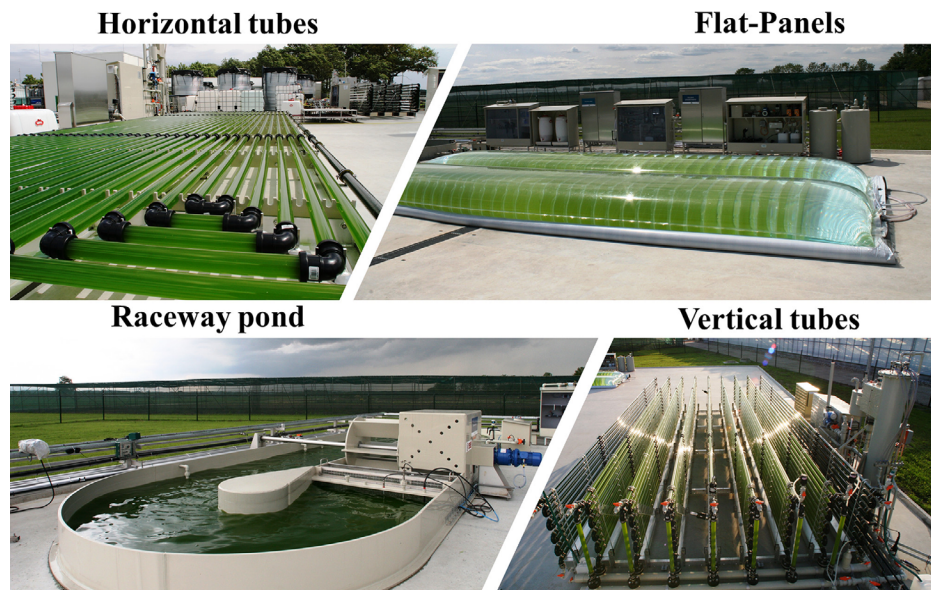 Horizontal tubes
Flat-Panels
Raceway pond
Vertical tubes